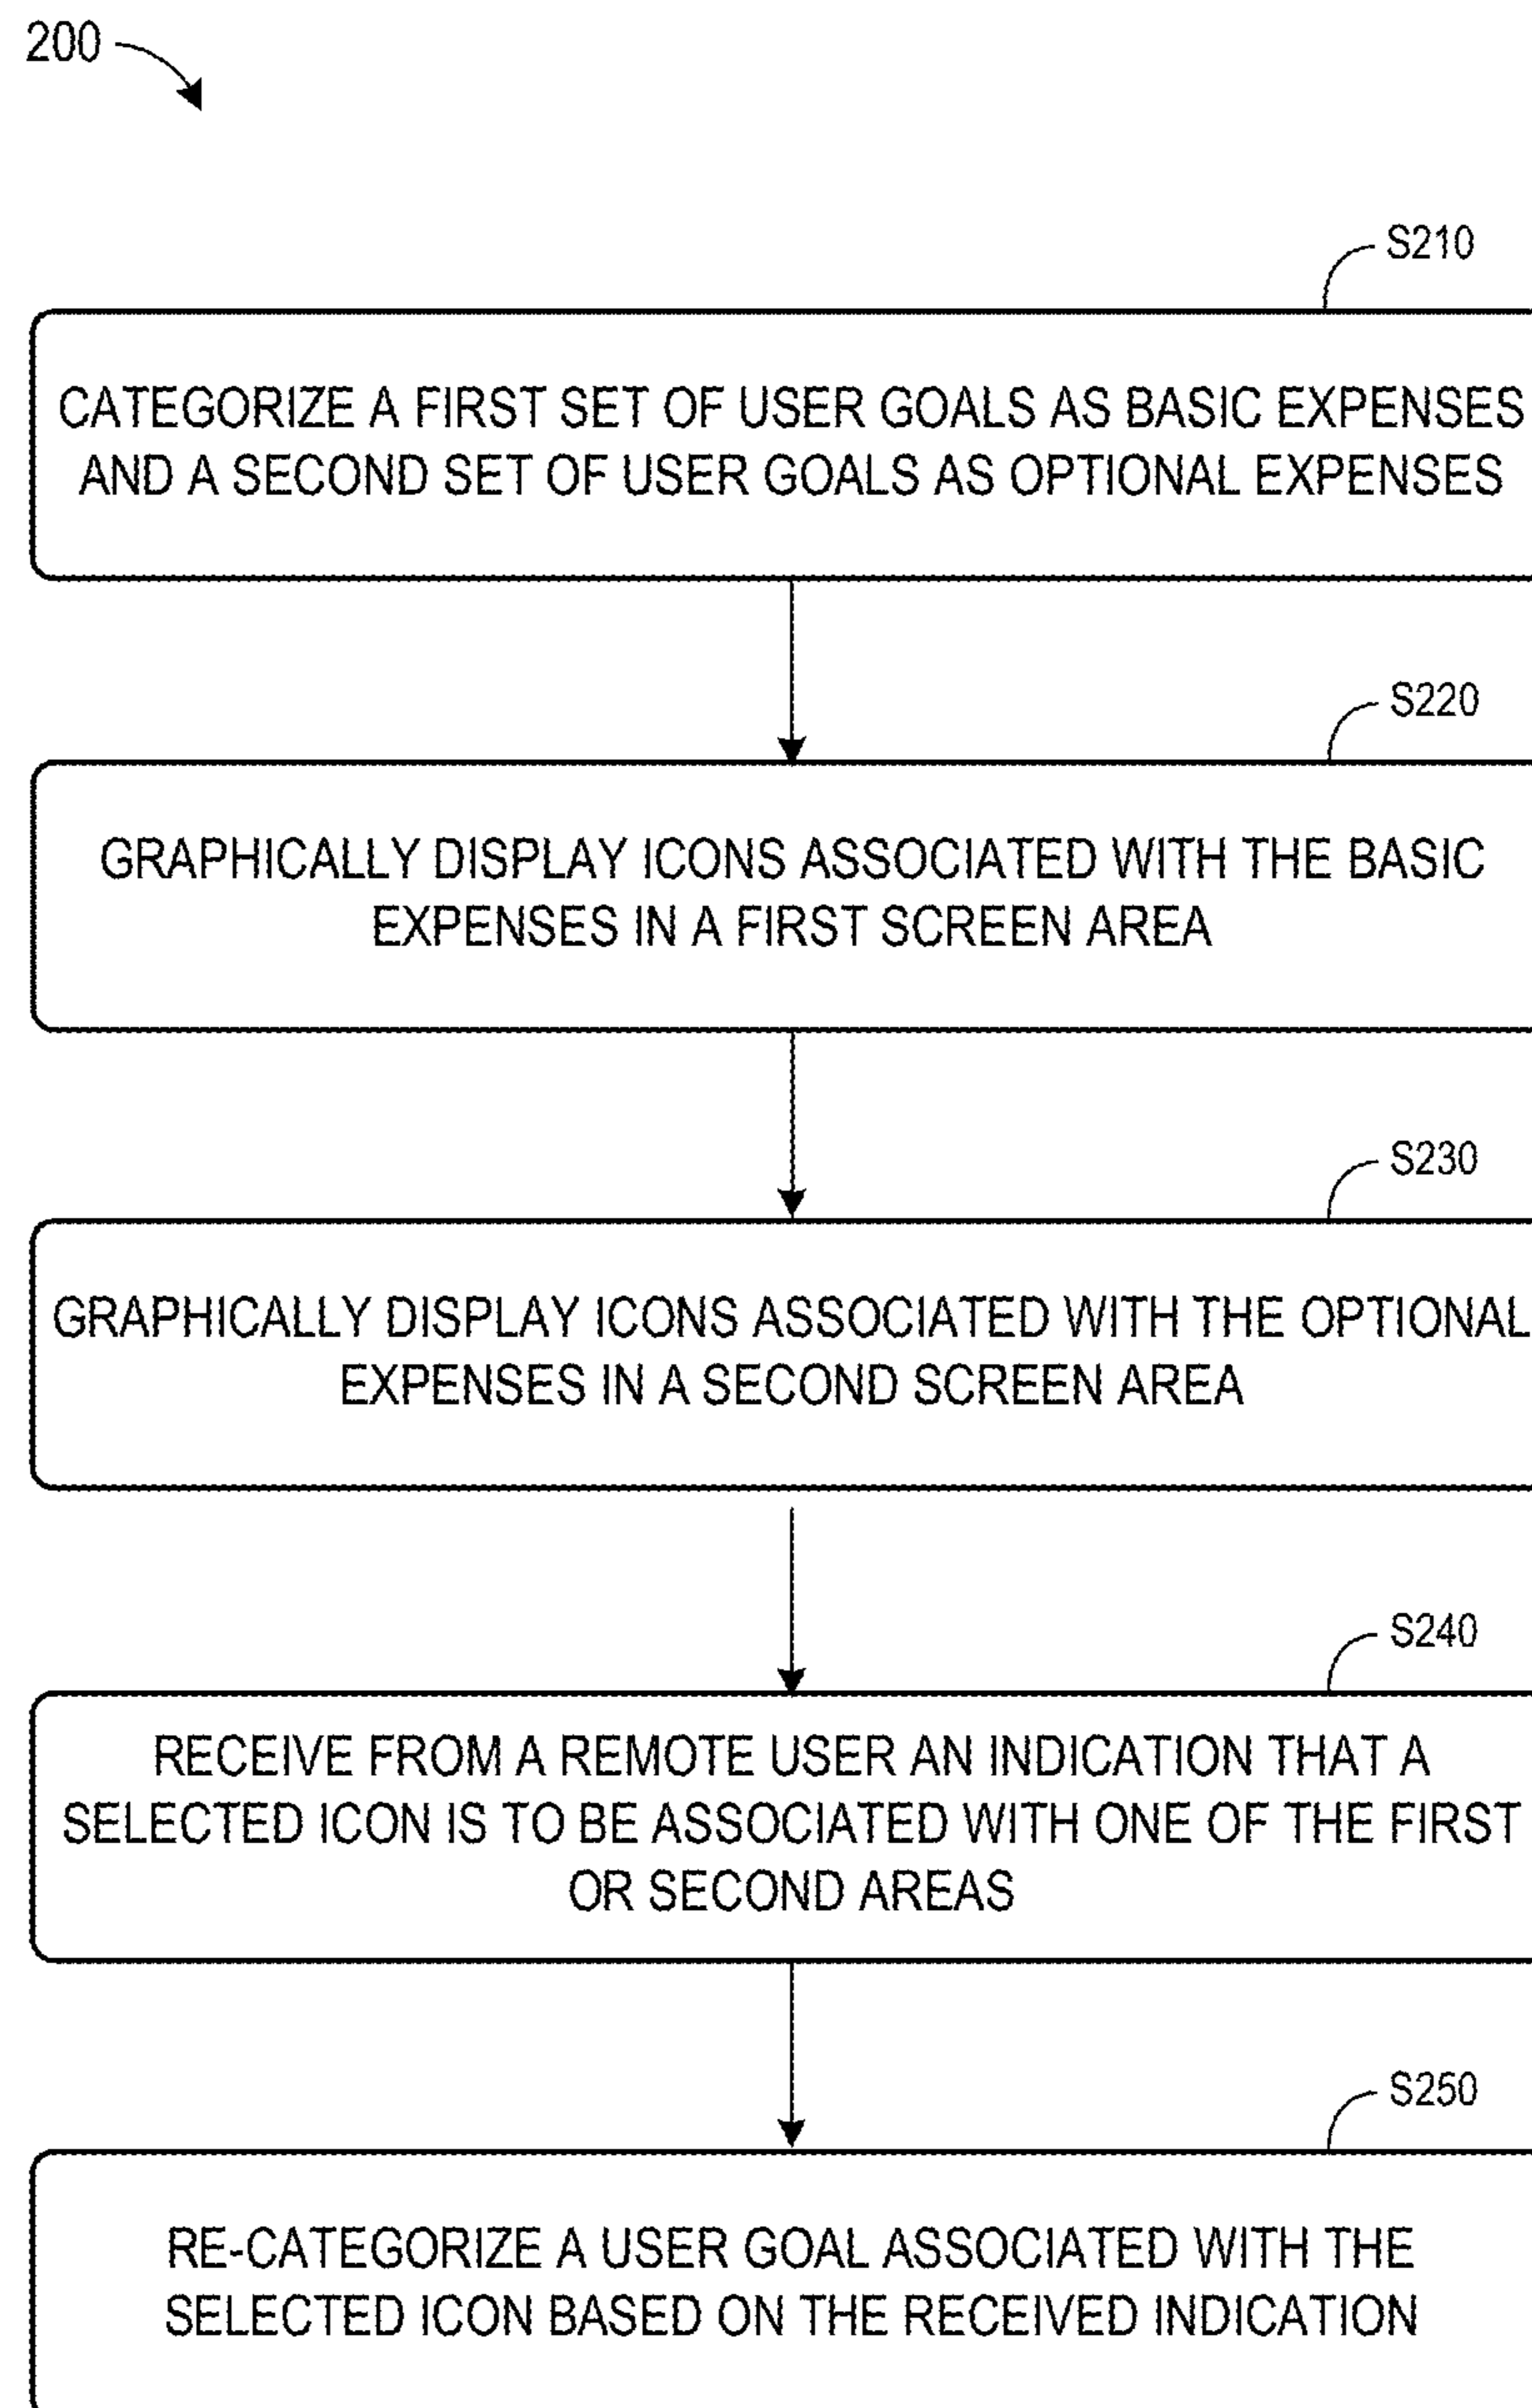 200
S210
CATEGORIZE A FIRST SET OF USER GOALS AS BASIC EXPENSES
AND A SECOND SET OF USER GOALS AS OPTIONAL EXPENSES
S220
GRAPHICALLY DISPLAY ICONS ASSOCIATED WITH THE BASIC
EXPENSES IN A FIRST SCREEN AREA
S230
GRAPHICALLY DISPLAY ICONS ASSOCIATED WITH THE OPTIONAL
EXPENSES IN A SECOND SCREEN AREA
S240
RECEIVE FROM A REMOTE USER AN INDICATION THAT A
SELECTED ICON IS TO BE ASSOCIATED WITH ONE OF THE FIRST
OR SECOND AREAS
S250
RE-CATEGORIZE A USER GOAL ASSOCIATED WITH THE
SELECTED ICON BASED ON THE RECEIVED INDICATION